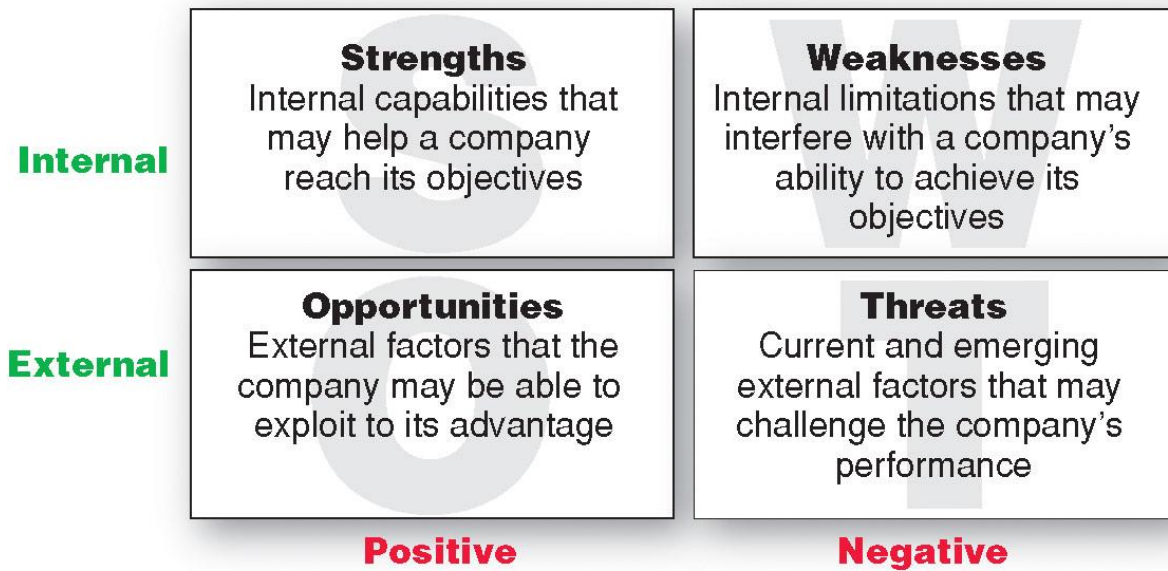 Strengths
Internal capabilities that
may help a company
reach its objectives
Weaknesses
Internal limitations that may
interfere with a company’s
ability to achieve its
objectives
Internal
Opportunities
External factors that the
company may be able to
exploit to its advantage
Threats
Current and emerging
external factors that may
challenge the company’s
performance
External
Positive
Negative
S
W
O
T